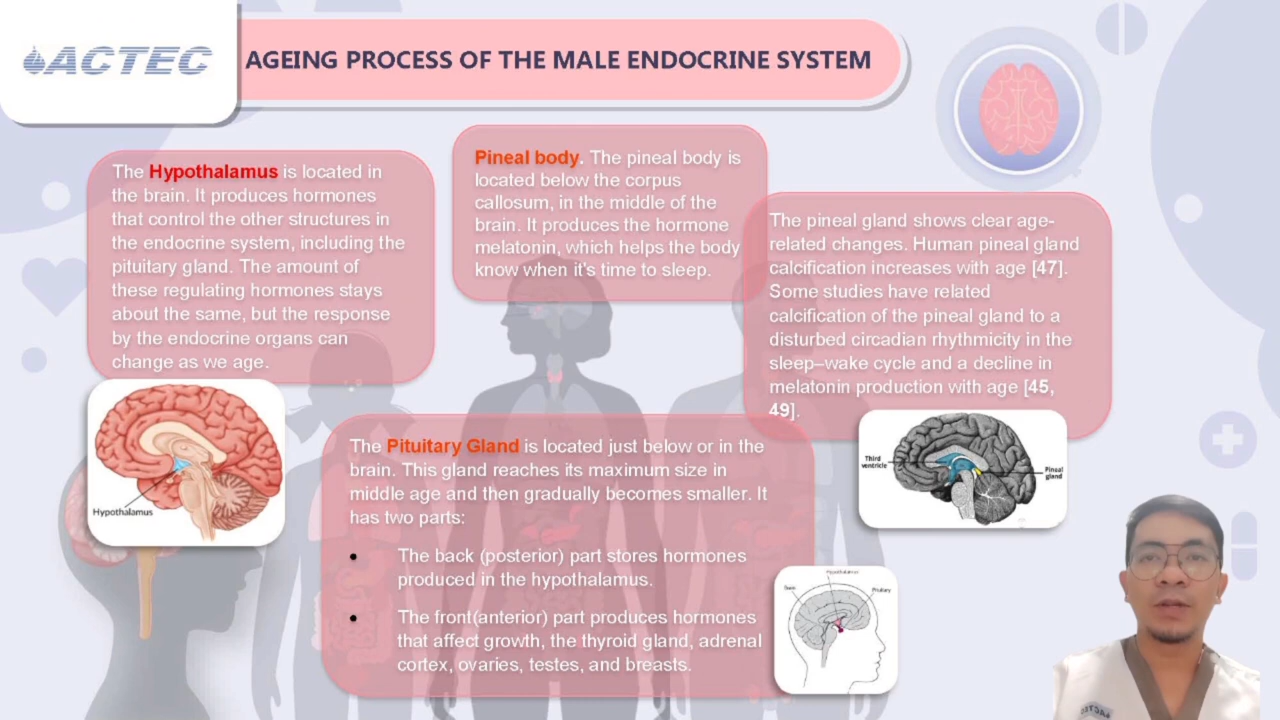 ACTEC
AGEING PROCESS OF THE MALE ENDOCRINE SYSTEM
The Hypothalamus is located in
the brain. It produces hormones
that control the other structures in
the endocrine system, including the
pituitary gland. The amount of
these regulating hormones stays
about the same, but the response
by the endocrine organs can
change as we age.
Hypothalamus
Pineal body. The pineal body is
located below the corpus
callosum, in the middle of the
brain. It produces the hormone
melatonin, which helps the body
know when it's time to sleep.
The pineal gland shows clear age-
related changes. Human pineal gland
calcification increases with age [47].
Some studies have related
calcification of the pineal gland to a
disturbed circadian rhythmicity in the
sleep–wake cycle and a decline in
melatonin production with age [45,
49].
Third
ventricle
Pineal
gland
The Pituitary Gland is located just below or in the
brain. This gland reaches its maximum size in
middle age and then gradually becomes smaller. It
has two parts:
• The back (posterior) part stores hormones
produced in the hypothalamus.
• The front(anterior) part produces hormones
that affect growth, the thyroid gland, adrenal
cortex, ovaries, testes, and breasts.
Hypothalamus
Brain
Pituitary
ACTEC